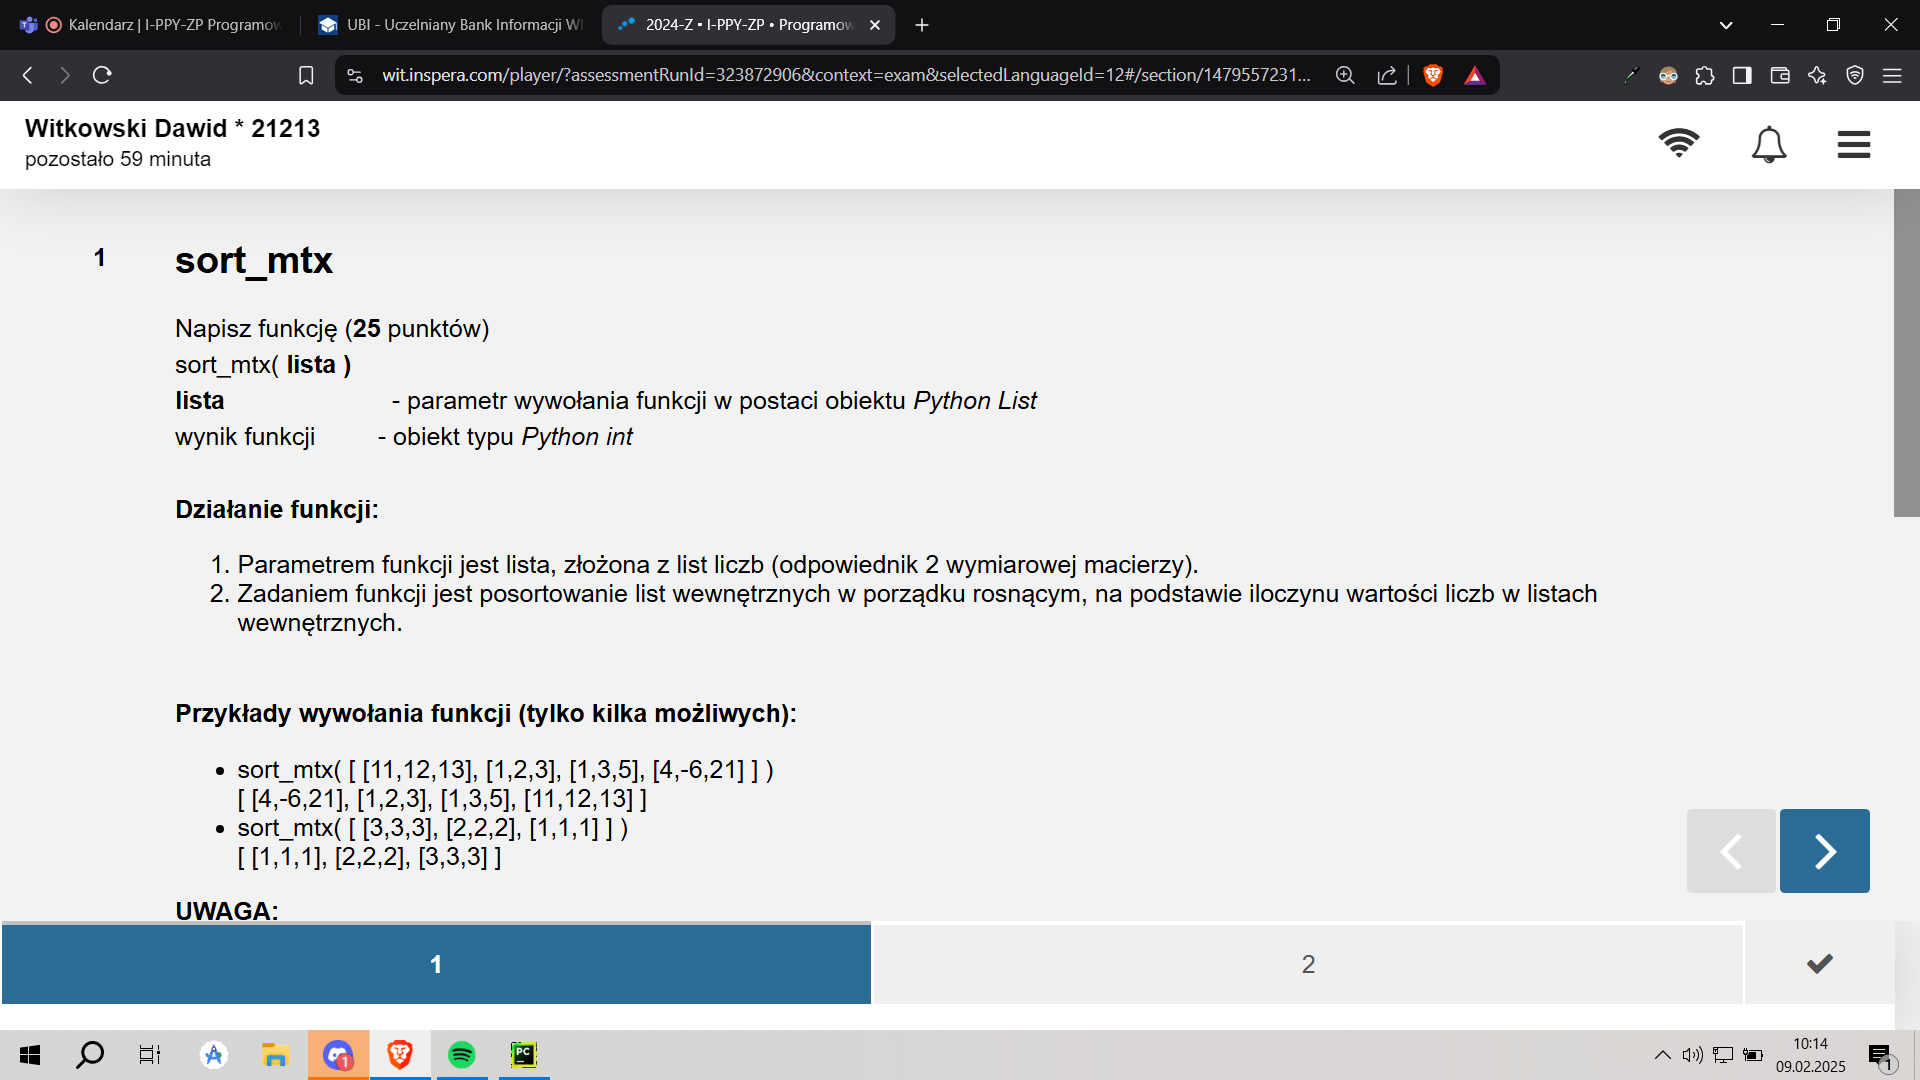 Kalendarz | I-PPY-ZP Programow
UBI - Uczelniany Bank Informacji WI
2024-Z • I-PPY-ZP • Programow
wit.inspera.com/player/?assessmentRunId=323872906&context=exam&selectedLanguageId=12#/section/1479557231...
Witkowski Dawid * 21213
pozostało 59 minuta
1
sort_mtx
Napisz funkcję (25 punktów)
sort_mtx( lista )
lista - parametr wywołania funkcji w postaci obiektu Python List
wynik funkcji - obiekt typu Python int
Działanie funkcji:
1. Parametrem funkcji jest lista, złożona z list liczb (odpowiednik 2 wymiarowej macierzy).
2. Zadaniem funkcji jest posortowanie list wewnętrznych w porządku rosnącym, na podstawie iloczynu wartości liczb w listach
wewnętrznych.
Przykłady wywołania funkcji (tylko kilka możliwych):
• sort_mtx( [ [11,12,13], [1,2,3], [1,3,5], [4,-6,21] ] )
[ [4,-6,21], [1,2,3], [1,3,5], [11,12,13] ]
• sort_mtx( [ [3,3,3], [2,2,2], [1,1,1] ] )
[ [1,1,1], [2,2,2], [3,3,3] ]
UWAGA:
1
2
1
PC
10:14
09.02.2025
1